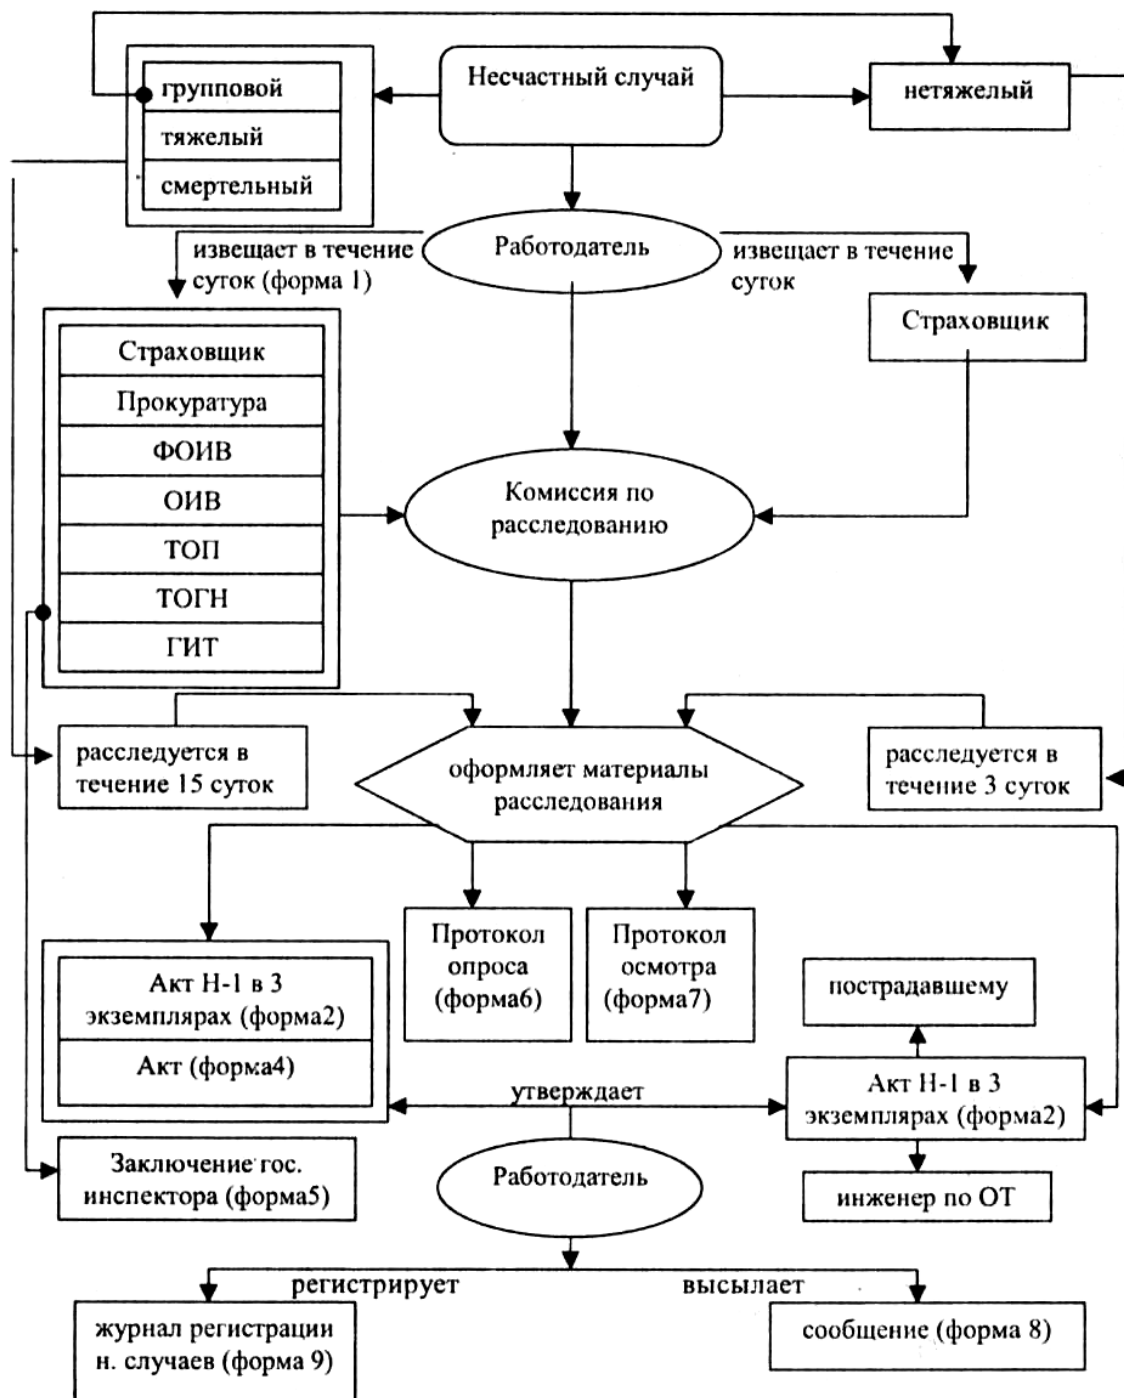 Несчастный случай
групповой
тяжелый
смертельный
нетяжелый
Работодатель
извещает в течение
суток (форма 1)
извещает в течение
суток
Страховщик
Прокуратура
ФОИВ
ОИВ
ТОП
ТОГН
ГИТ
Страховщик
Комиссия по
расследованию
расследуется в
течение 15 суток
оформляет материалы
расследования
расследуется в
течение 3 суток
Акт Н-1 в 3
экземплярах (форма2)
Акт (форма4)
Протокол
опроса
(форма6)
Протокол
осмотра
(форма7)
пострадавшему
утверждает
Акт Н-1 в 3
экземплярах (форма2)
Заключение гос.
инспектора (форма5)
Работодатель
инженер по ОТ
регистрирует
высылает
журнал регистрации
н. случаев (форма 9)
сообщение (форма 8)